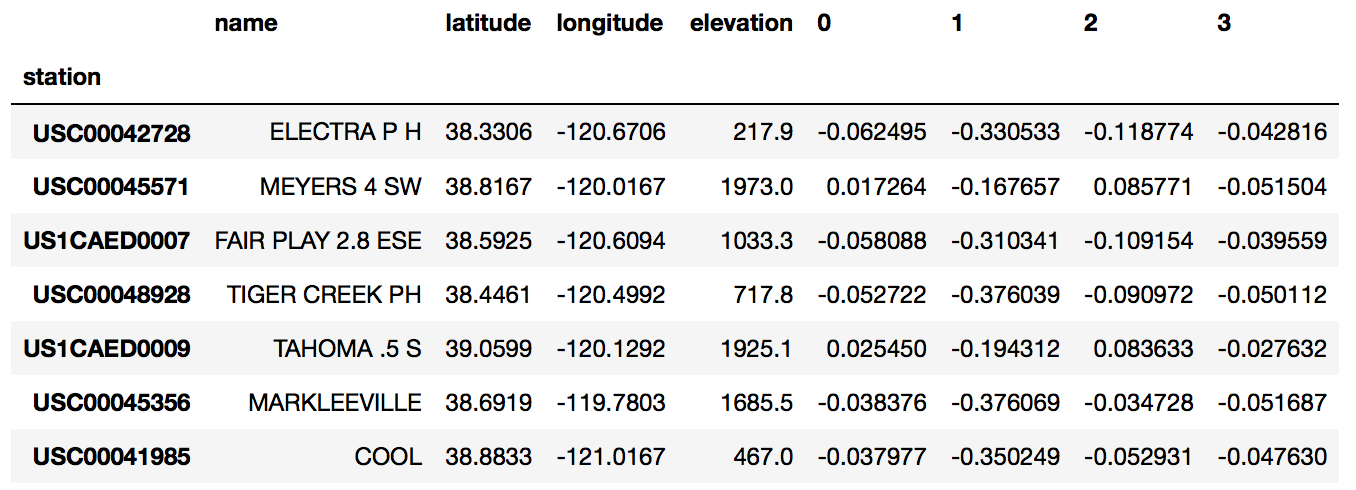 name latitude longitude elevation 0 1 2 3
station
USC00042728 ELECTRA P H 38.3306 -120.6706 217.9 -0.062495 -0.330533 -0.118774 -0.042816
USC00045571 MEYERS 4 SW 38.8167 -120.0167 1973.0 0.017264 -0.167657 0.085771 -0.051504
US1CAED0007 FAIR PLAY 2.8 ESE 38.5925 -120.6094 1033.3 -0.058088 -0.310341 -0.109154 -0.039559
USC00048928 TIGER CREEK PH 38.4461 -120.4992 717.8 -0.052722 -0.376039 -0.090972 -0.050112
US1CAED0009 TAHOMA .5 S 39.0599 -120.1292 1925.1 0.025450 -0.194312 0.083633 -0.027632
USC00045356 MARKLEEVILLE 38.6919 -119.7803 1685.5 -0.038376 -0.376069 -0.034728 -0.051687
USC00041985 COOL 38.8833 -121.0167 467.0 -0.037977 -0.350249 -0.052931 -0.047630